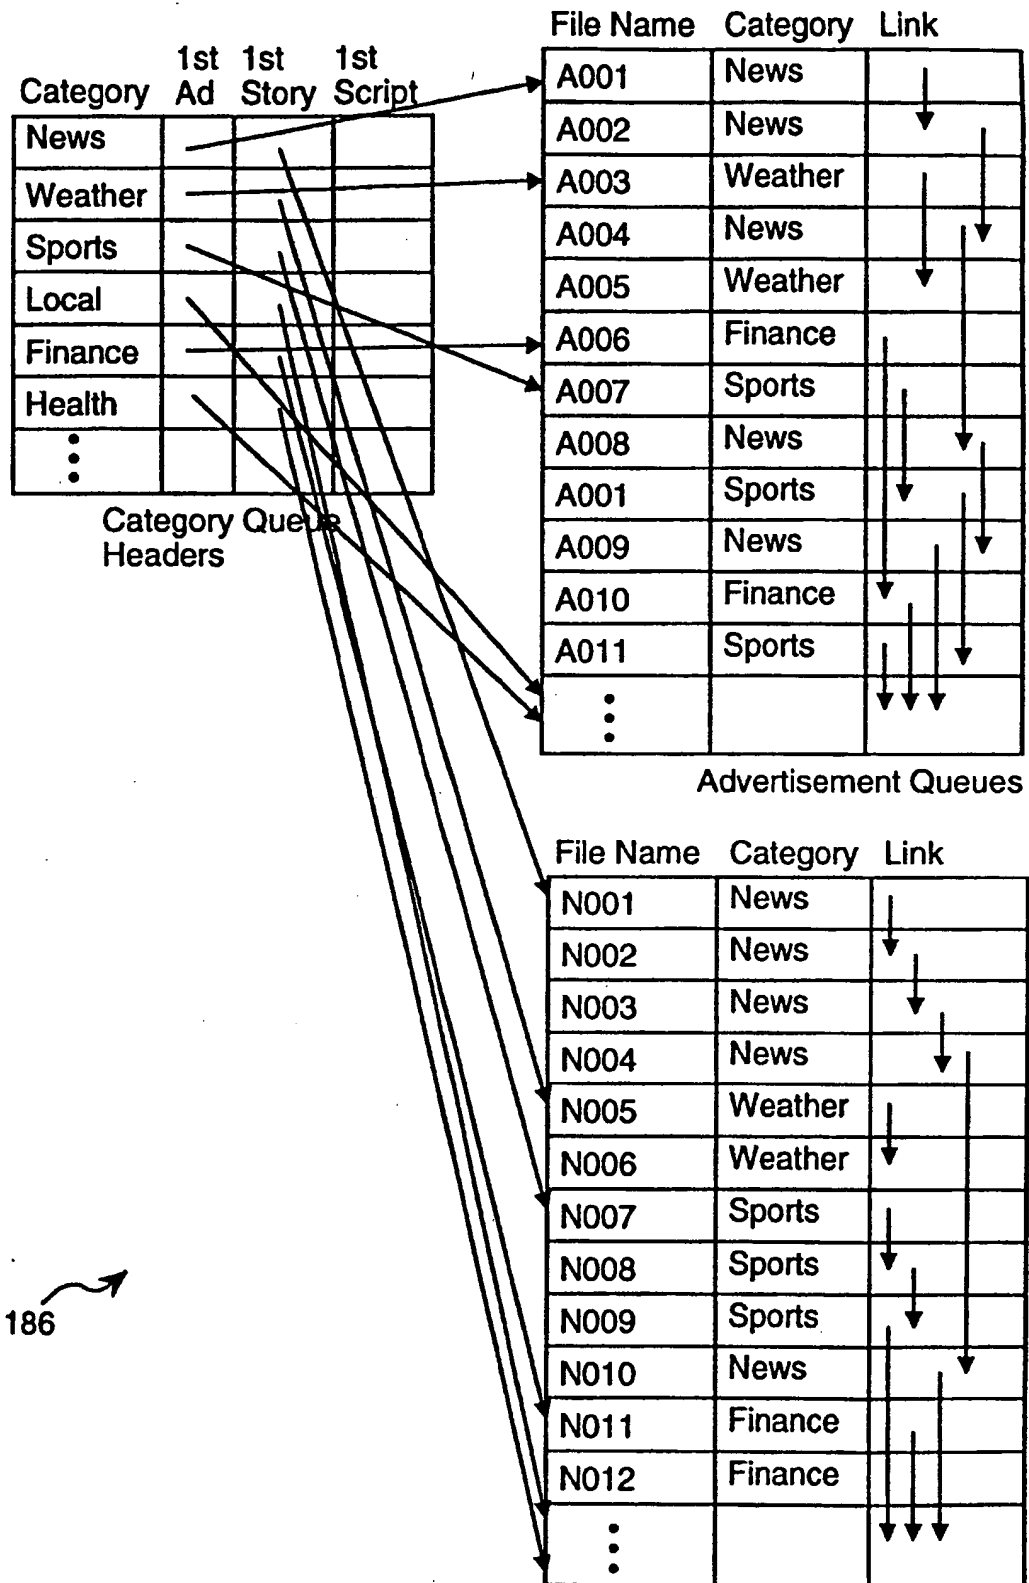 1st 1st 1st
Category Ad Story Script
News
Weather
Sports
Local
Finance
Health
Category Queue
Headers
File Name Category Link
A001 News
A002 News
A003 Weather
A004 News
A005 Weather
A006 Finance
A007 Sports
A008 News
A001 Sports
A009 News
A010 Finance
A011 Sports
Advertisement Queues
File Name Category Link
N001 News
N002 News
N003 News
N004 News
N005 Weather
N006 Weather
N007 Sports
N008 Sports
N009 Sports
N010 News
N011 Finance
N012 Finance
186